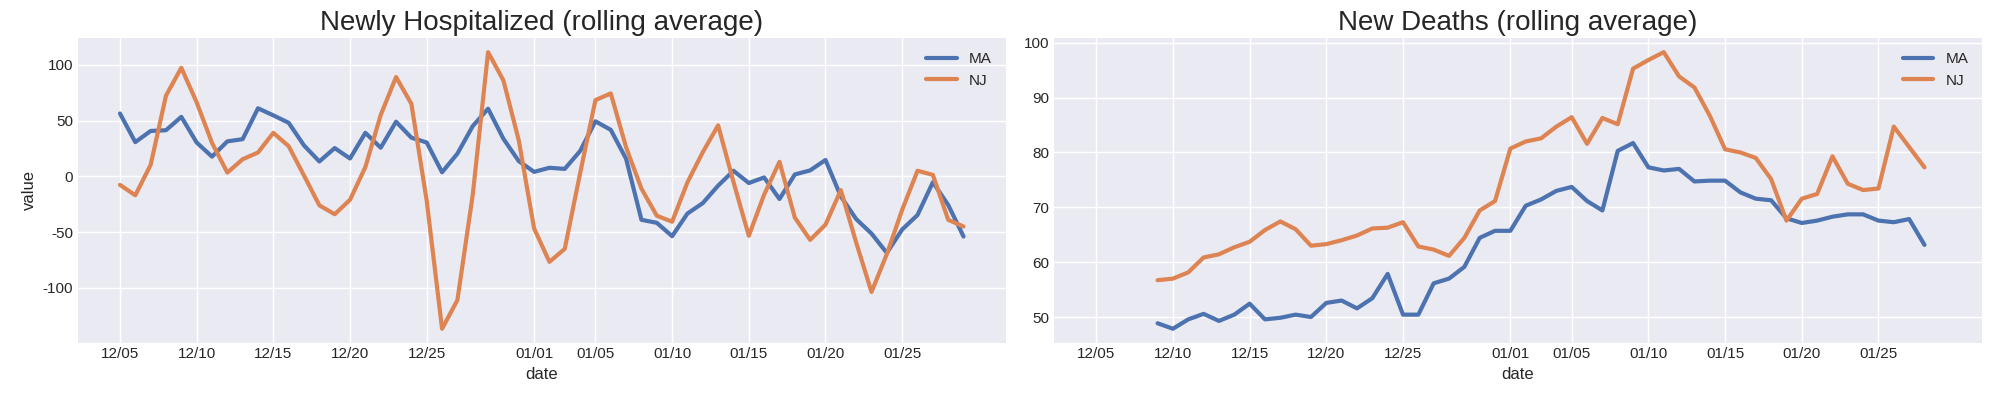 Newly Hospitalized (rolling average)
MA
NJ
100
50
0
-50
-100
value
12/05 12/10 12/15 12/20 12/25 01/01 01/05 01/10 01/15 01/20 01/25
date
New Deaths (rolling average)
MA
NJ
100
90
80
70
60
50
12/05 12/10 12/15 12/20 12/25 01/01 01/05 01/10 01/15 01/20 01/25
date